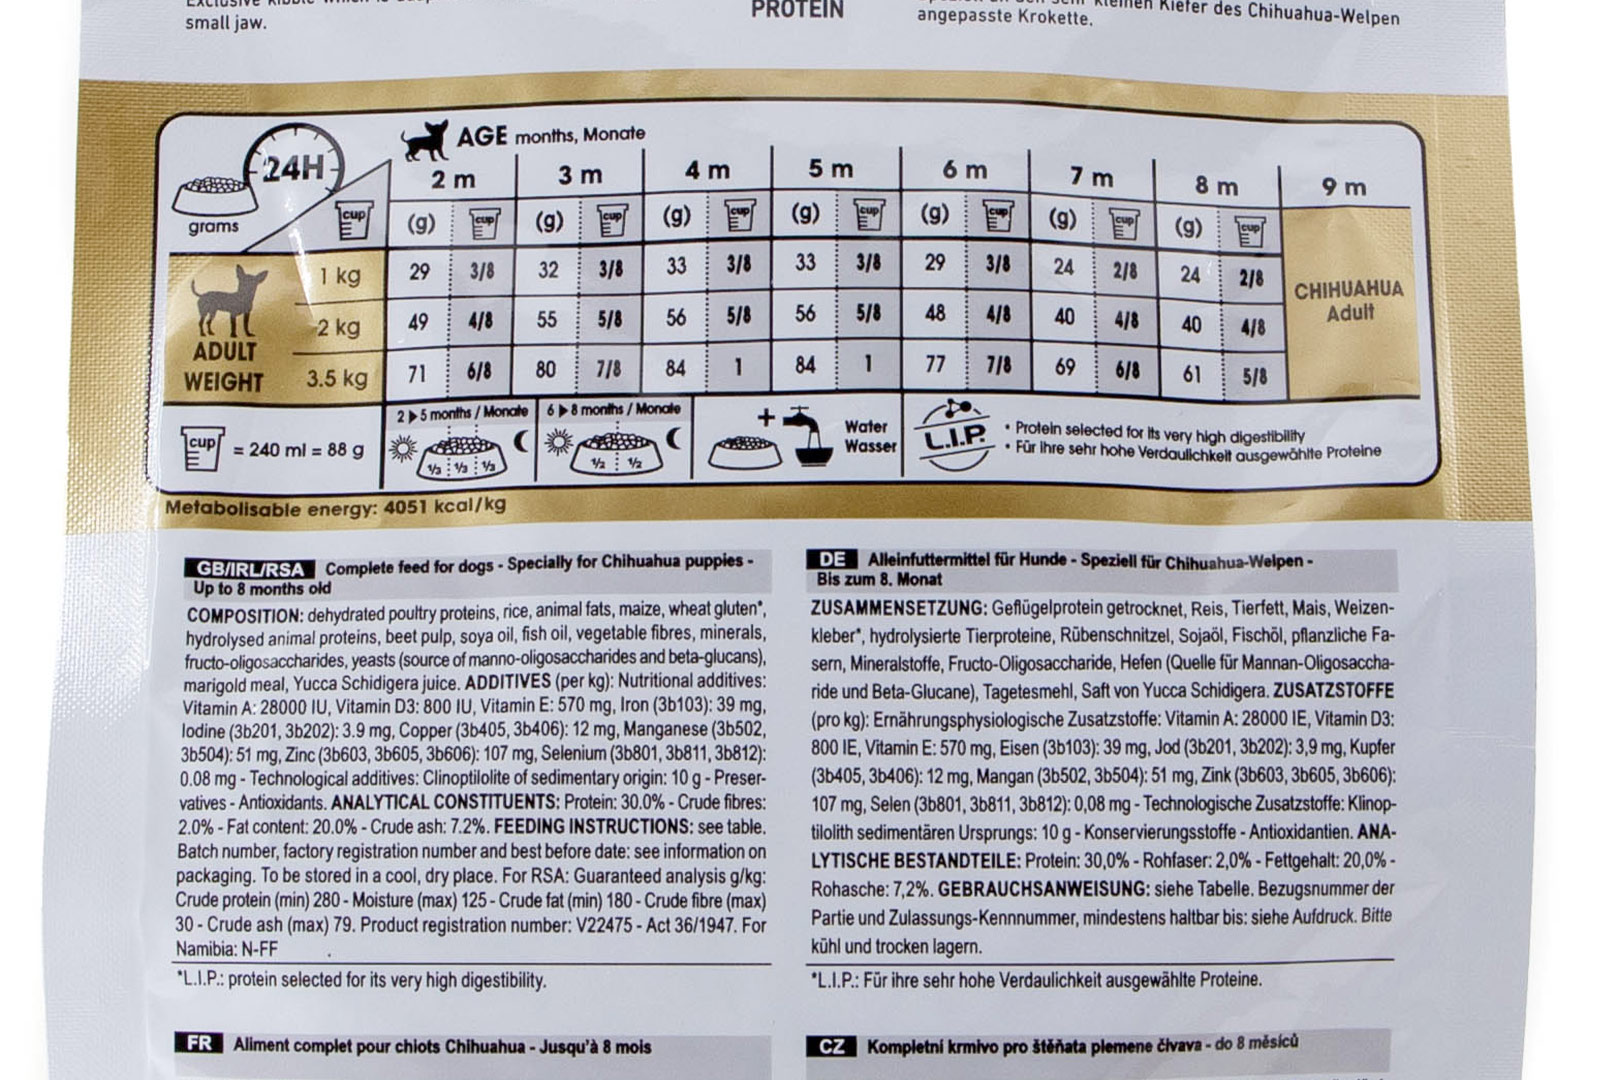 small jaw.
PROTEIN
kleinen Kiefer des Chihuahua-Welpen
angepasste Krokette.
24H
grams
cup
AGE months, Monate
2 m 3 m 4 m 5 m 6 m 7 m 8 m 9 m
(g) cup (g) cup (g) cup (g) cup (g) cup (g) cup (g) cup
1 kg 29 3/8 32 3/8 33 3/8 33 3/8 29 3/8 24 2/8 24 2/8
2 kg 49 4/8 55 5/8 56 5/8 56 5/8 48 4/8 40 4/8 40 4/8
3.5 kg 71 6/8 80 7/8 84 1 84 1 77 7/8 69 6/8 61 5/8
ADULT
WEIGHT
CHIHUAHUA
Adult
cup = 240 ml = 88 g
2 ▶ 5 months / Monate
1/3 1/3 1/3
6 ▶ 8 months / Monate
1/2 1/2
+
Water
Wasser
L.I.P.
• Protein selected for its very high digestibility
• Für ihre sehr hohe Verdaulichkeit ausgewählte Proteine
Metabolisable energy: 4051 kcal/kg
GB/IRL/RSA Complete feed for dogs - Specially for Chihuahua puppies -
Up to 8 months old
COMPOSITION: dehydrated poultry proteins, rice, animal fats, maize, wheat gluten*,
hydrolysed animal proteins, beet pulp, soya oil, fish oil, vegetable fibres, minerals,
fructo-oligosaccharides, yeasts (source of manno-oligosaccharides and beta-glucans),
marigold meal, Yucca Schidigera juice. ADDITIVES (per kg): Nutritional additives:
Vitamin A: 28000 IU, Vitamin D3: 800 IU, Vitamin E: 570 mg, Iron (3b103): 39 mg,
Iodine (3b201, 3b202): 3.9 mg, Copper (3b405, 3b406): 12 mg, Manganese (3b502,
3b504): 51 mg, Zinc (3b603, 3b605, 3b606): 107 mg, Selenium (3b801, 3b811, 3b812):
0.08 mg - Technological additives: Clinoptilolite of sedimentary origin: 10 g - Preser-
vatives - Antioxidants. ANALYTICAL CONSTITUENTS: Protein: 30.0% - Crude fibres:
2.0% - Fat content: 20.0% - Crude ash: 7.2%. FEEDING INSTRUCTIONS: see table.
Batch number, factory registration number and best before date: see information on
packaging. To be stored in a cool, dry place. For RSA: Guaranteed analysis g/kg:
Crude protein (min) 280 - Moisture (max) 125 - Crude fat (min) 180 - Crude fibre (max)
30 - Crude ash (max) 79. Product registration number: V22475 - Act 36/1947. For
Namibia: N-FF
*L.I.P.: protein selected for its very high digestibility.
DE Alleinfuttermittel für Hunde - Speziell für Chihuahua-Welpen -
Bis zum 8. Monat
ZUSAMMENSETZUNG: Geflügelprotein getrocknet, Reis, Tierfett, Mais, Weizen-
kleber*, hydrolysierte Tierproteine, Rübenschnitzel, Sojaöl, Fischöl, pflanzliche Fa-
sern, Mineralstoffe, Fructo-Oligosaccharide, Hefen (Quelle für Mannan-Oligosaccha-
ride und Beta-Glucane), Tagetesmehl, Saft von Yucca Schidigera. ZUSATZSTOFFE
(pro kg): Ernährungsphysiologische Zusatzstoffe: Vitamin A: 28000 IE, Vitamin D3:
800 IE, Vitamin E: 570 mg, Eisen (3b103): 39 mg, Jod (3b201, 3b202): 3,9 mg, Kupfer
(3b405, 3b406): 12 mg, Mangan (3b502, 3b504): 51 mg, Zink (3b603, 3b605, 3b606):
107 mg, Selen (3b801, 3b811, 3b812): 0,08 mg - Technologische Zusatzstoffe: Klinop-
tilolith sedimentären Ursprungs: 10 g - Konservierungsstoffe - Antioxidantien. ANA-
LYTISCHE BESTANDTEILE: Protein: 30,0% - Rohfaser: 2,0% - Fettgehalt: 20,0% -
Rohasche: 7,2%. GEBRAUCHSANWEISUNG: siehe Tabelle. Bezugsnummer der
Partie und Zulassungs-Kennnummer, mindestens haltbar bis: siehe Aufdruck. Bitte
kühl und trocken lagern.
*L.I.P.: Für ihre sehr hohe Verdaulichkeit ausgewählte Proteine.
FR Aliment complet pour chiots Chihuahua - Jusqu'à 8 mois
CZ Kompletní krmivo pro štěňata plemene čivava - do 8 měsíců